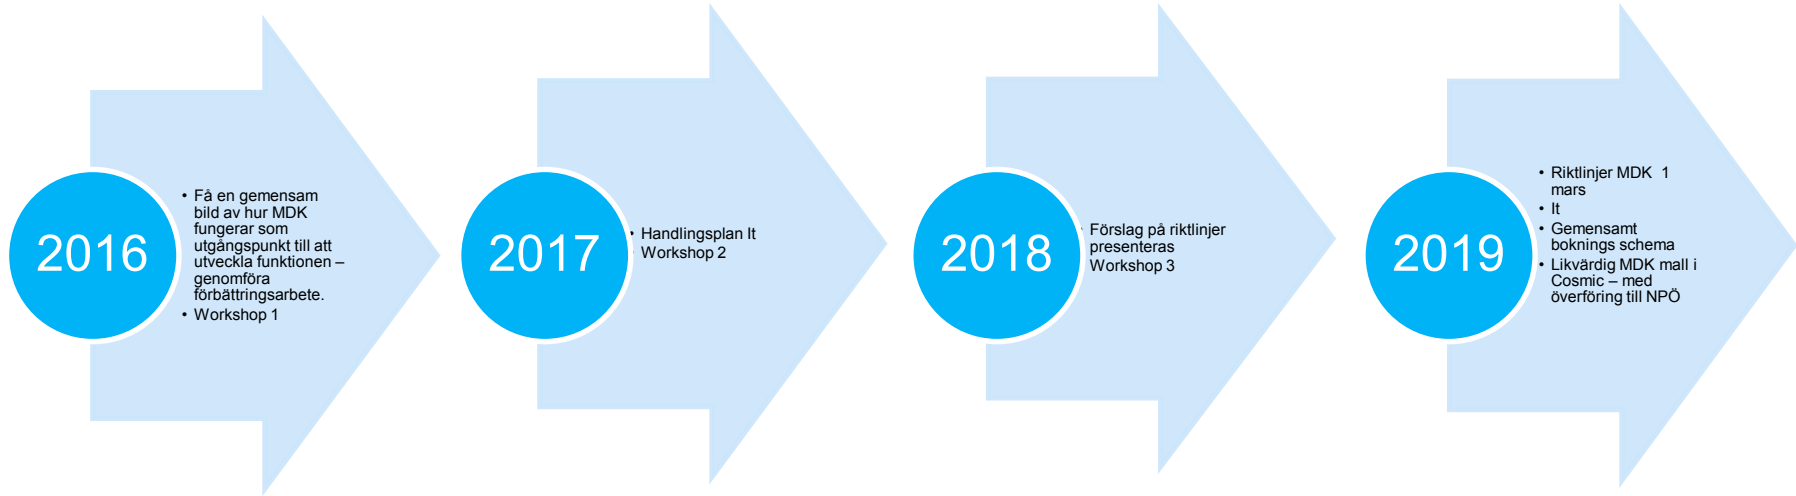 2016
• Få en gemensam
bild av hur MDK
fungerar som
utgångspunkt till att
utveckla funktionen –
genomföra
förbättringsarbete.
• Workshop 1
2017
• Handlingsplan It
• Workshop 2
2018
• Förslag på riktlinjer
presenteras
Workshop 3
2019
• Riktlinjer MDK 1
mars
• It
• Gemensamt
boknings schema
• Likvärdig MDK mall i
Cosmic – med
överföring till NPÖ